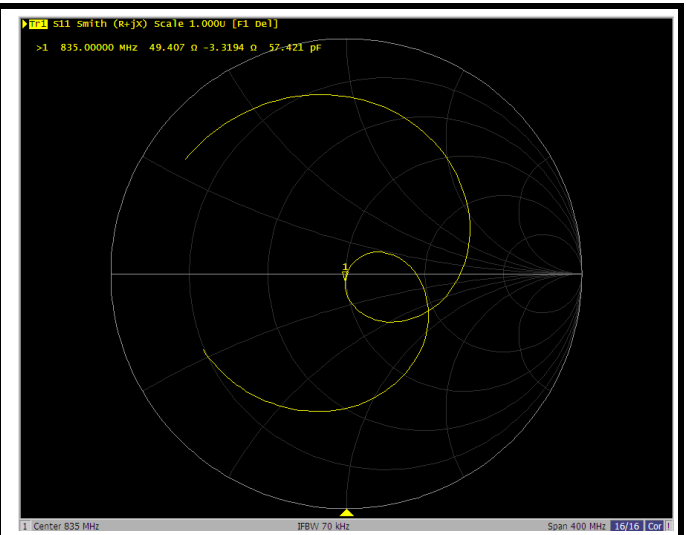 Tr1 S11 Smith (R+jX) Scale 1.000U [F1 Del]
>1 835.00000 MHz 49.407 Ω -3.3194 Ω 57.421 pF
1
1 Center 835 MHz IFBW 70 kHz Span 400 MHz 16/16 Cor !